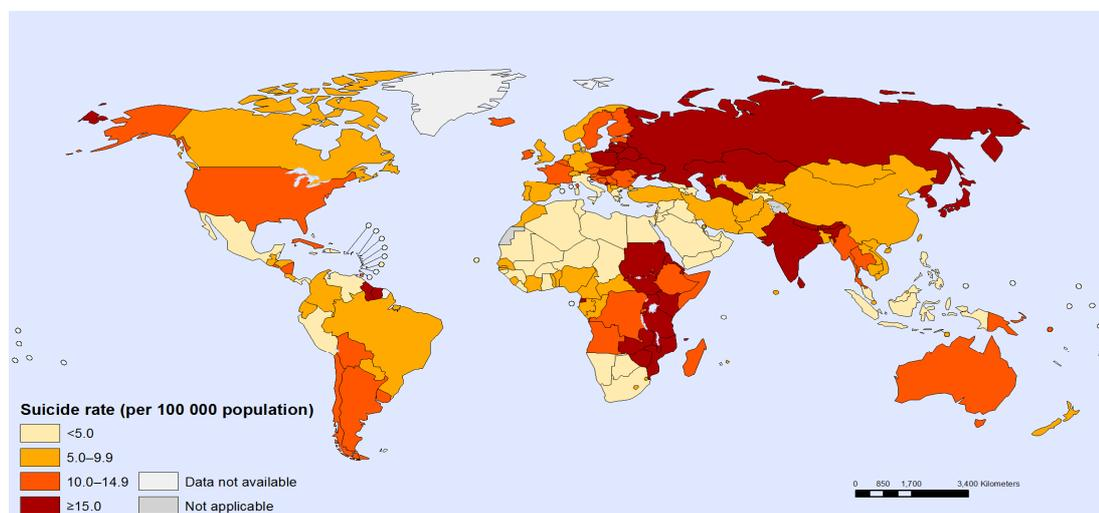 Suicide rate (per 100 000 population)
<5.0
5.0–9.9
10.0–14.9
≥15.0
Data not available
Not applicable
0 850 1,700 3,400 Kilometers